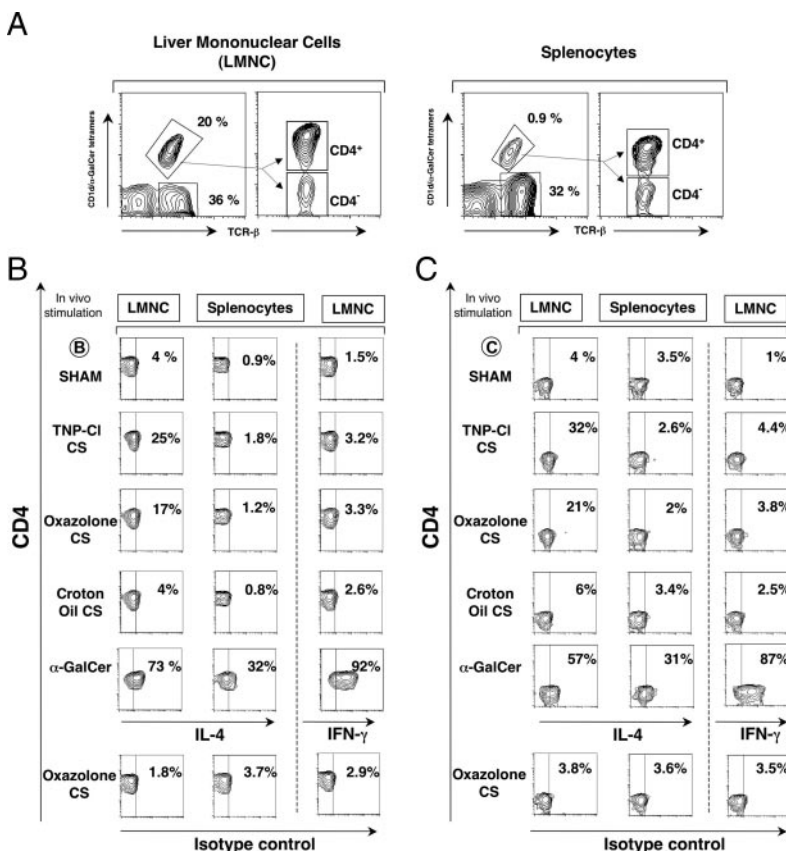 A
Liver Mononuclear Cells
(LMNC)
Splenocytes
CD1d/α-GalCer tetramers
20 %
36 %
CD4⁺
CD4⁻
TCR-β
CD1d/α-GalCer tetramers
0.9 %
32 %
CD4⁺
CD4⁻
TCR-β
B
In vivo
stimulation
LMNC
Splenocytes
LMNC
B
SHAM
4 %
0.9%
1.5%
TNP-Cl
CS
25%
1.8%
3.2%
Oxazolone
CS
17%
1.2%
3.3%
Croton
Oil CS
4%
0.8%
2.6%
α-GalCer
73 %
32%
92%
CD4
IL-4
IFN-γ
Oxazolone
CS
1.8%
3.7%
2.9%
Isotype control
C
In vivo
stimulation
LMNC
Splenocytes
LMNC
C
SHAM
4 %
3.5%
1%
TNP-Cl
CS
32%
2.6%
4.4%
Oxazolone
CS
21%
2%
3.8%
Croton
Oil CS
6%
3.4%
2.5%
α-GalCer
57%
31%
87%
CD4
IL-4
IFN-γ
Oxazolone
CS
3.8%
3.6%
3.5%
Isotype control